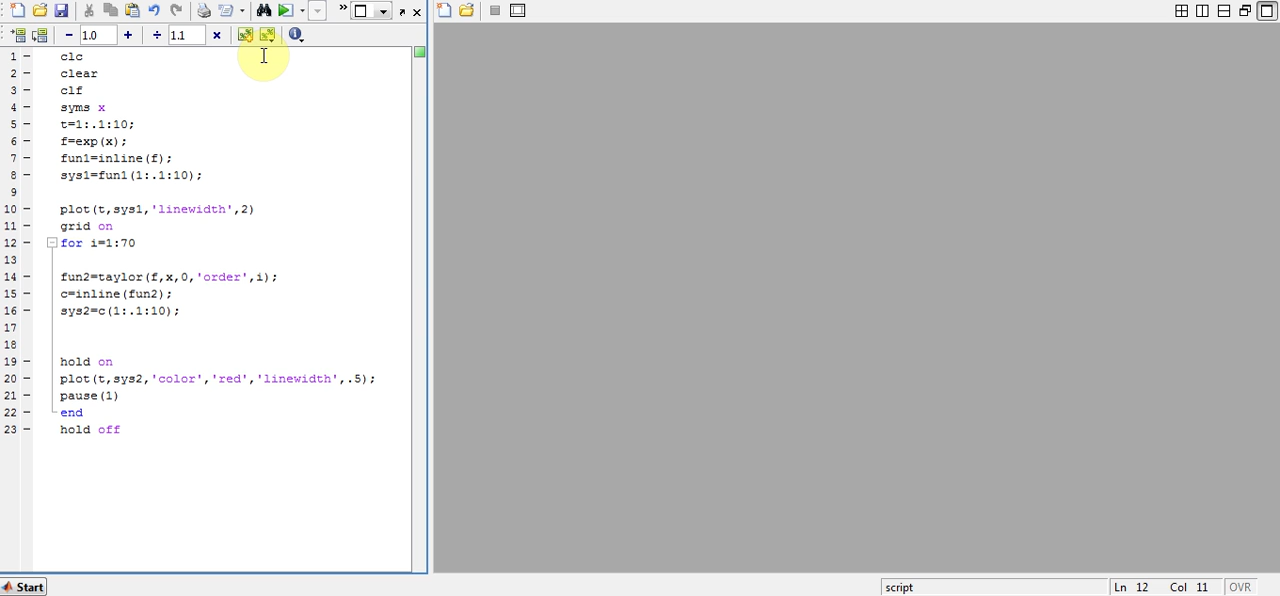 1.0
1.1
1 clc
2 clear
3 clf
4 syms x
5 t=1:.1:10;
6 f=exp(x);
7 fun1=inline(f);
8 sys1=fun1(1:.1:10);
9
10 plot(t,sys1,'linewidth',2)
11 grid on
12 for i=1:70
13
14 fun2=taylor(f,x,0,'order',i);
15 c=inline(fun2);
16 sys2=c(1:.1:10);
17
18
19 hold on
20 plot(t,sys2,'color','red','linewidth',.5);
21 pause(1)
22 end
23 hold off
Start
script
Ln 12 Col 11 OVR